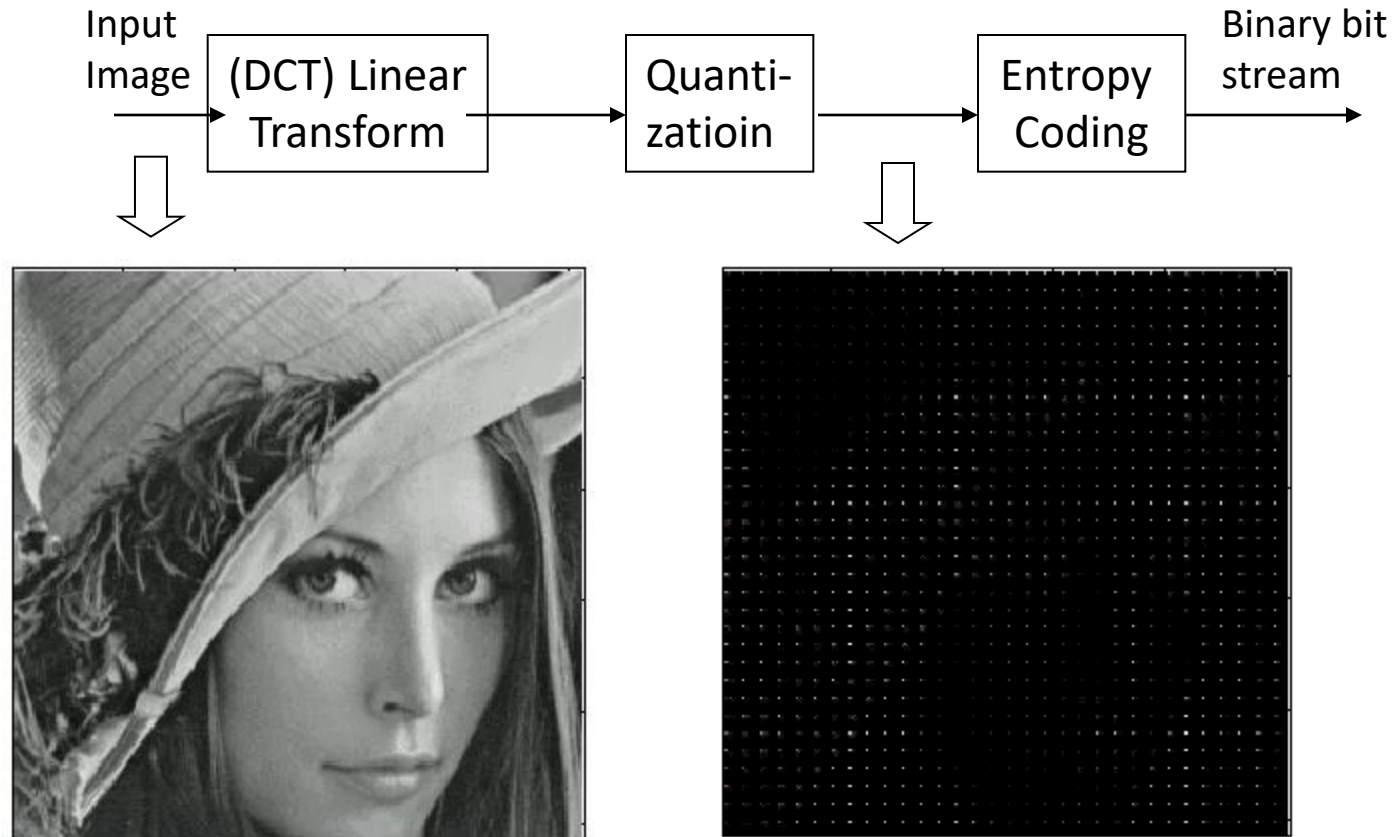 Input
Image
(DCT) Linear
Transform
Quanti-
zatioin
Entropy
Coding
Binary bit
stream